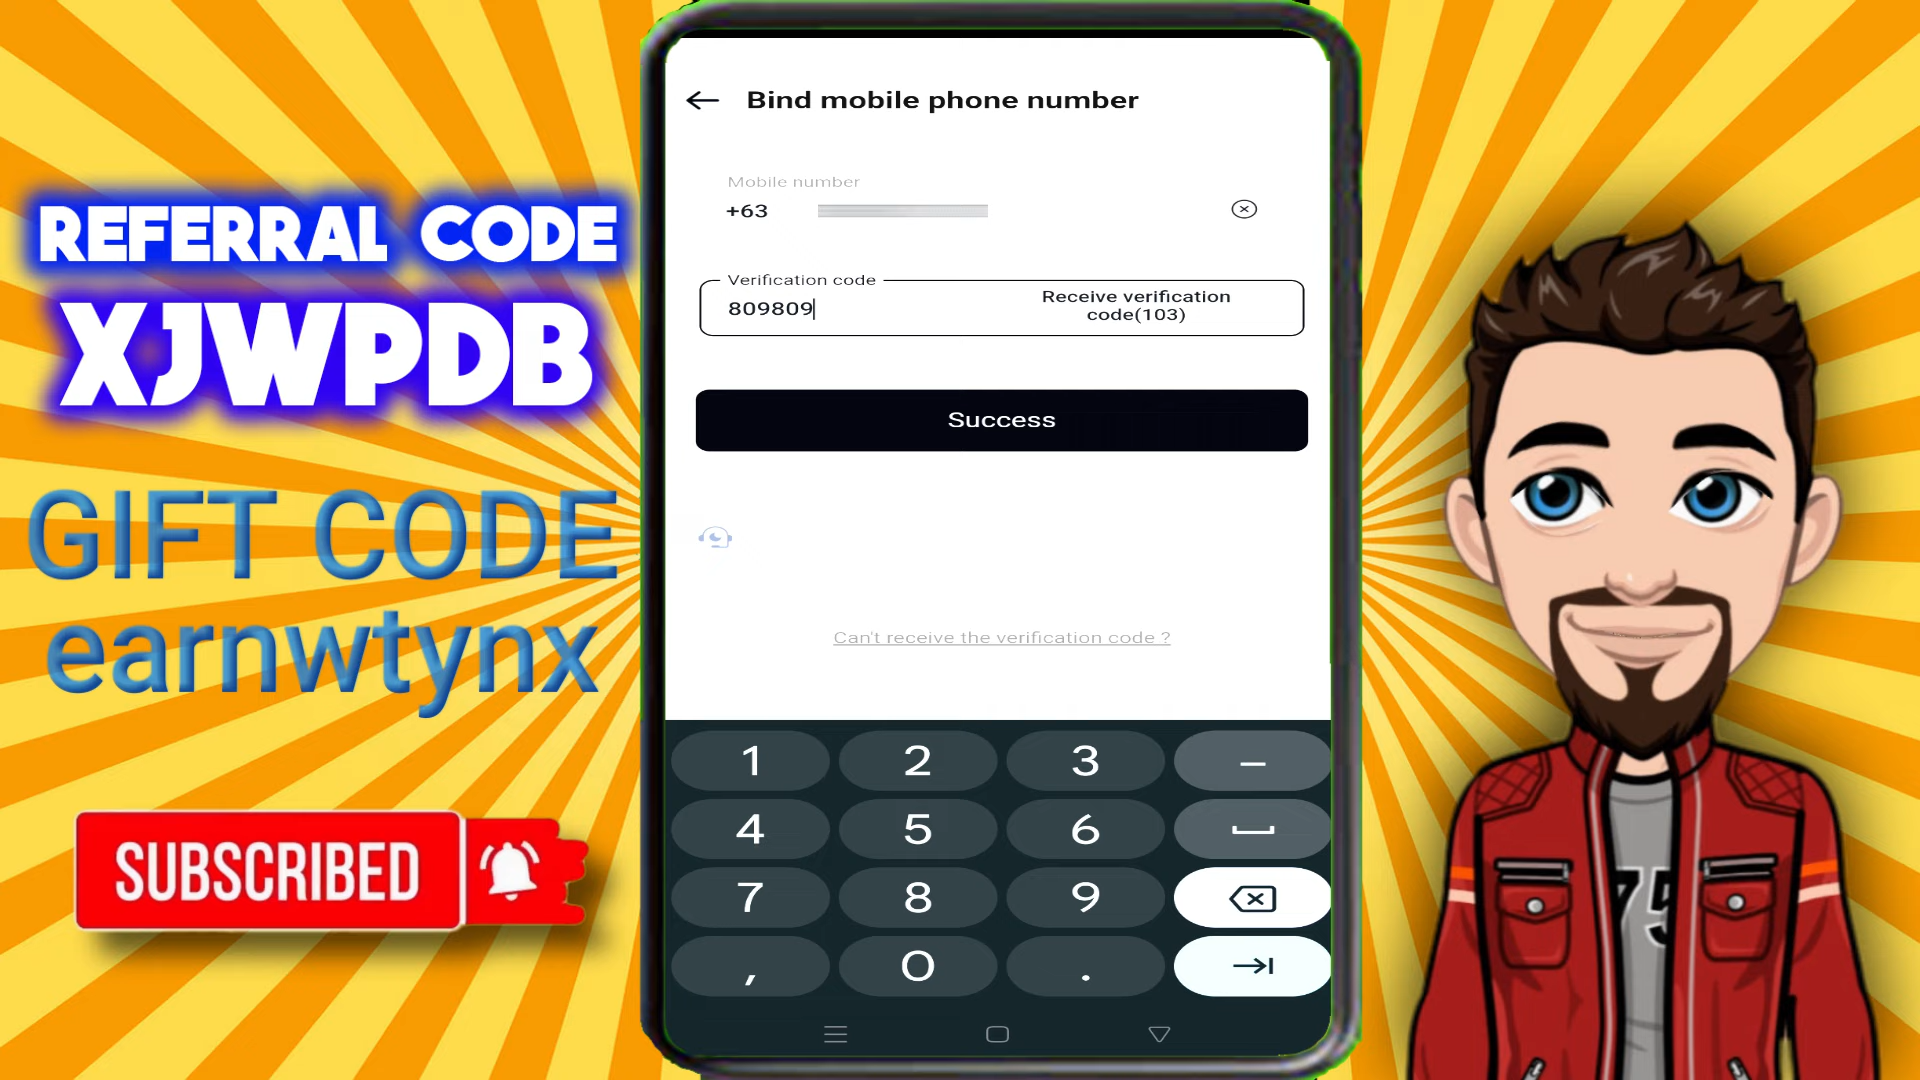 REFERRAL CODE
XJWPDB
GIFT CODE
earnwtynx
SUBSCRIBED
Bind mobile phone number
Mobile number
+63
Verification code
809809
Receive verification
code(103)
Success
Can't receive the verification code ?
1 2 3 –
4 5 6
7 8 9
, 0 .
75